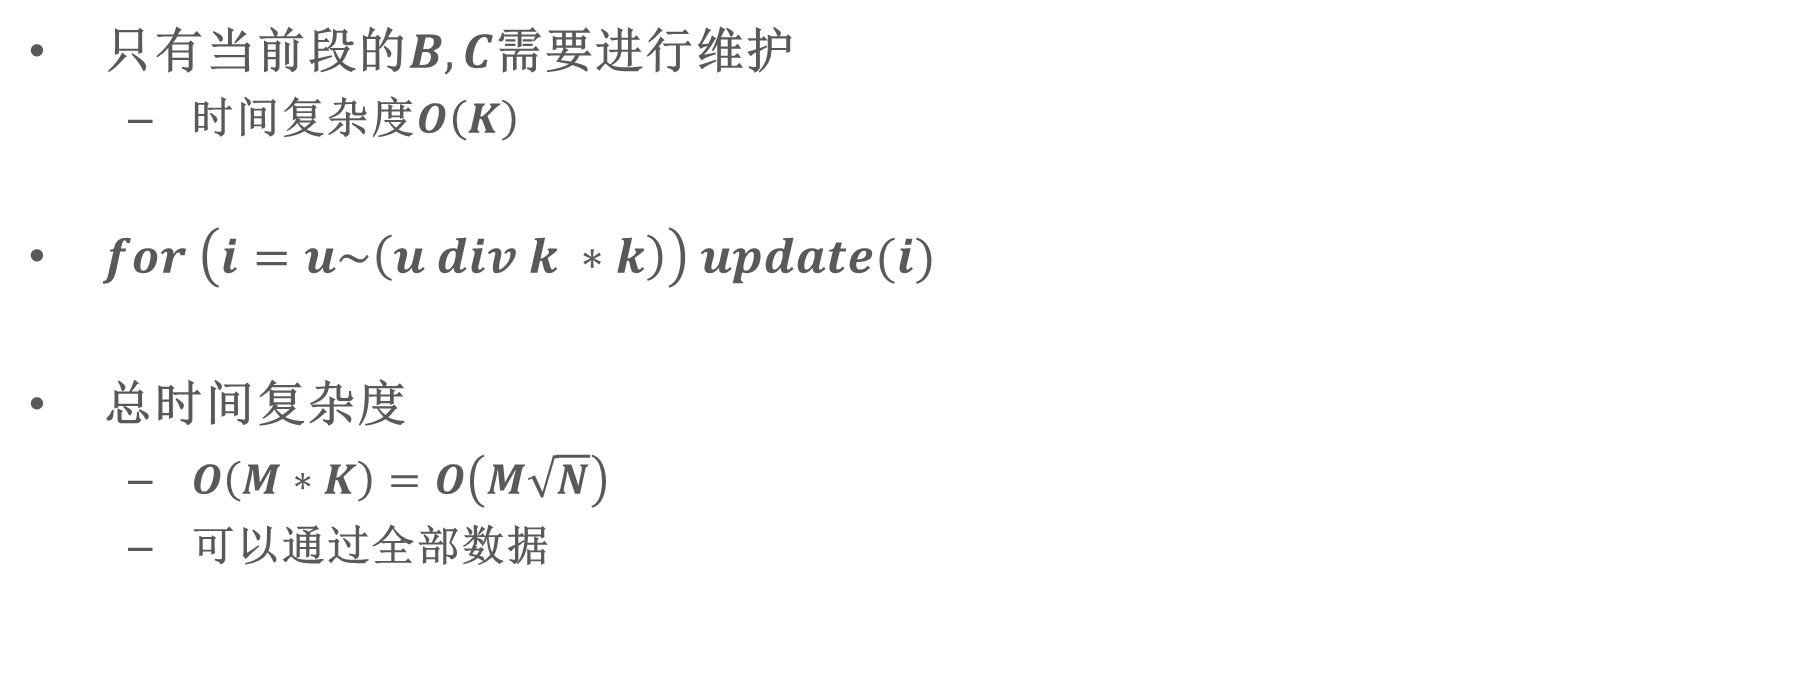 • 只有当前段的B, C需要进行维护
– 时间复杂度O(K)
• for (i = u~(u div k * k)) update(i)
• 总时间复杂度
– O(M * K) = O(M√N)
– 可以通过全部数据